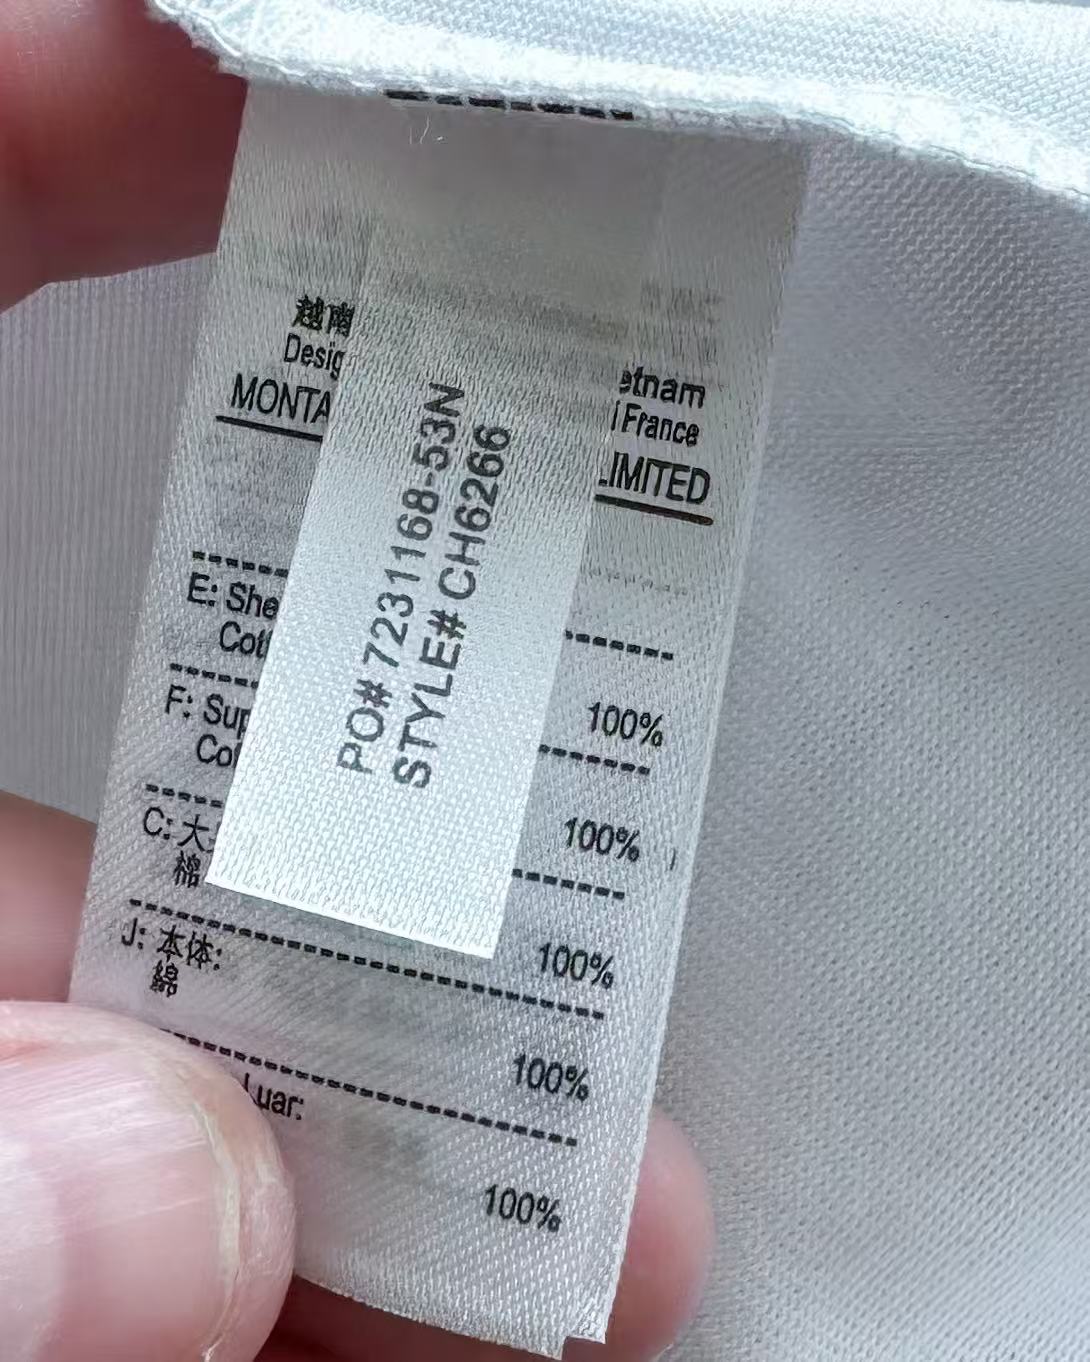 越南
Desig
etnam
MONTA
France
LIMITED
PO# 7231168-53N
STYLE# CH6266
E: She
Cott
100%
F: Sup
Co
100%
C: 大
棉
100%
J: 本体:
綿
100%
Luar:
100%